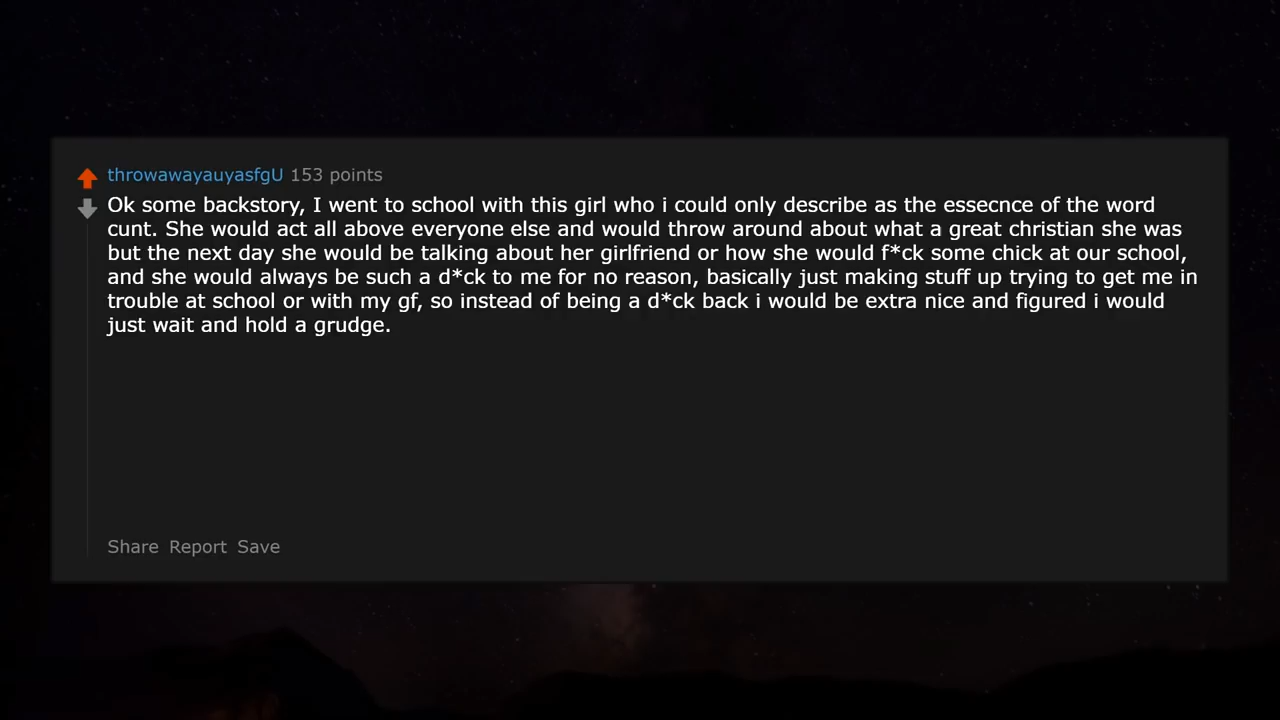 throwawayauyasfgU 153 points
Ok some backstory, I went to school with this girl who i could only describe as the essecnce of the word
cunt. She would act all above everyone else and would throw around about what a great christian she was
but the next day she would be talking about her girlfriend or how she would f*ck some chick at our school,
and she would always be such a d*ck to me for no reason, basically just making stuff up trying to get me in
trouble at school or with my gf, so instead of being a d*ck back i would be extra nice and figured i would
just wait and hold a grudge.
Share Report Save